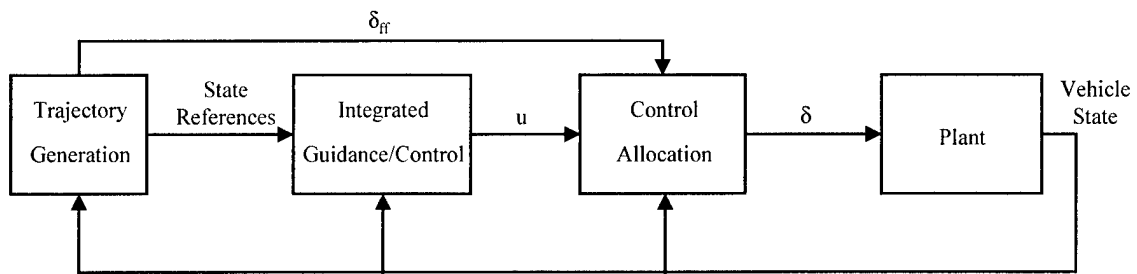 δff
Trajectory
Generation
State
References
Integrated
Guidance/Control
u
Control
Allocation
δ
Plant
Vehicle
State